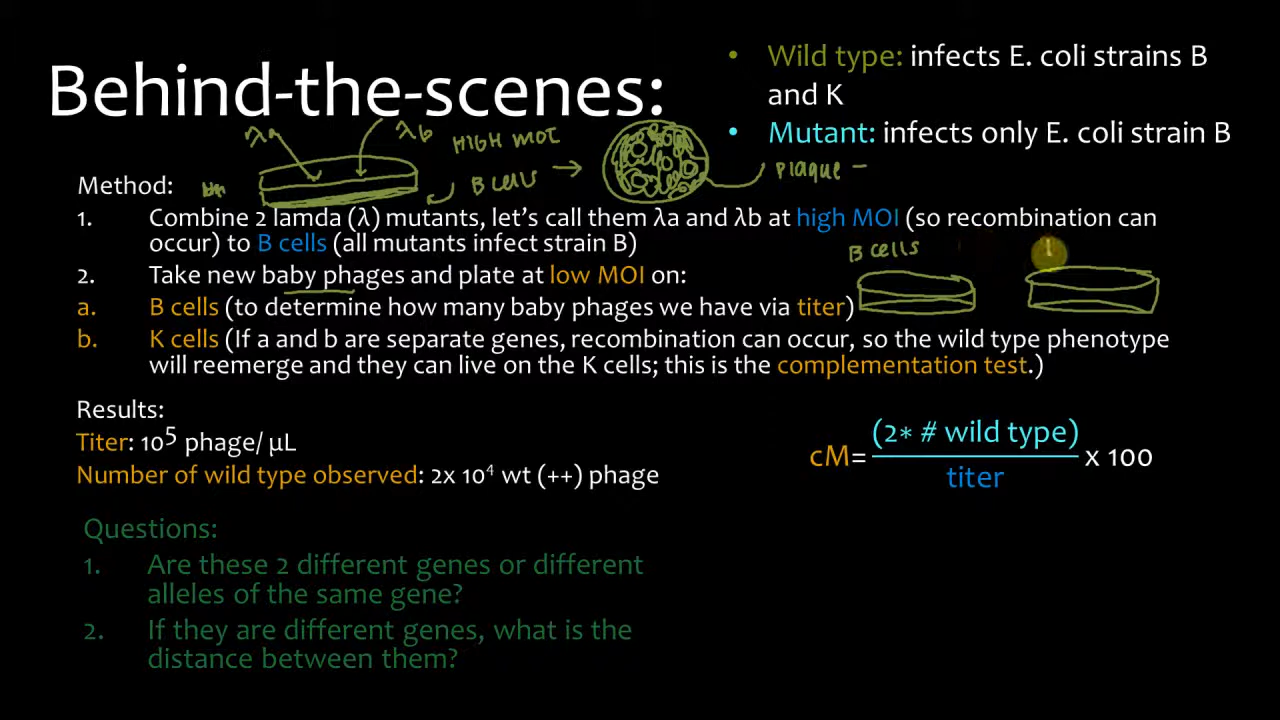 Behind-the-scenes:
• Wild type: infects E. coli strains B
and K
• Mutant: infects only E. coli strain B
λa
λb
HIGH MOI
B cells
plaque -
Method:
1. Combine 2 lamda (λ) mutants, let's call them λa and λb at high MOI (so recombination can
occur) to B cells (all mutants infect strain B)
B cells
2. Take new baby phages and plate at low MOI on:
a. B cells (to determine how many baby phages we have via titer)
b. K cells (If a and b are separate genes, recombination can occur, so the wild type phenotype
will reemerge and they can live on the K cells; this is the complementation test.)
Results:
Titer: 10⁵ phage/ µL
Number of wild type observed: 2x 10⁴ wt (++) phage
cM= (2* # wild type) x 100
titer
Questions:
1. Are these 2 different genes or different
alleles of the same gene?
2. If they are different genes, what is the
distance between them?